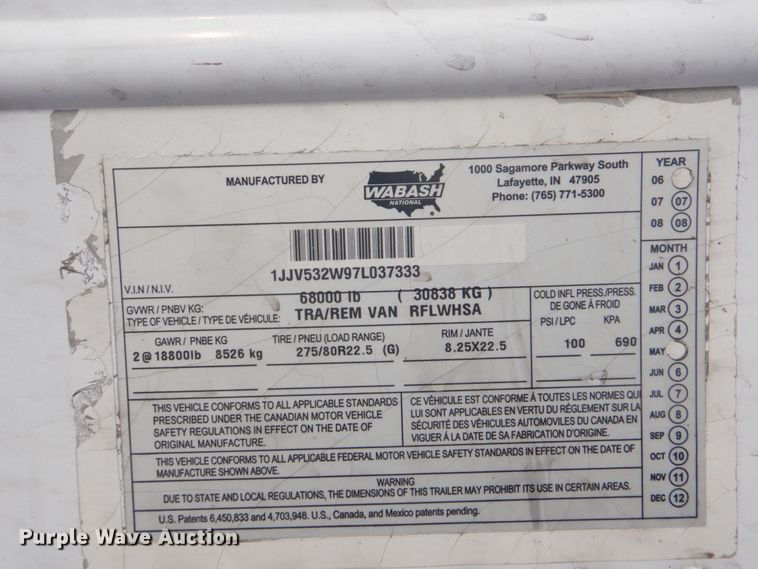 MANUFACTURED BY
WABASH
NATIONAL
1000 Sagamore Parkway South
Lafayette, IN 47905
Phone: (765) 771-5300
YEAR
06
07 07
08 08
1JJV532W97L037333
V.I.N / N.I.V.
GVWR / PNBV KG: 68000 lb ( 30838 KG )
TYPE OF VEHICLE / TYPE DE VÉHICULE: TRA/REM VAN RFLWHSA
COLD INFL PRESS./PRESS.
DE GONE À FROID
PSI / LPC KPA
100 690
GAWR / PNBE KG TIRE / PNEU (LOAD RANGE) RIM / JANTE
2@18800lb 8526 kg 275/80R22.5 (G) 8.25X22.5
THIS VEHICLE CONFORMS TO ALL APPLICABLE STANDARDS
PRESCRIBED UNDER THE CANADIAN MOTOR VEHICLE
SAFETY REGULATIONS IN EFFECT ON THE DATE OF
ORIGINAL MANUFACTURE.
CE VÉHICULE EST CONFORME À TOUTES LES NORMES QUI
LUI SONT APPLICABLES EN VERTU DU RÉGLEMENT SUR LA
SÉCURITÉ DES VÉHICULES AUTOMOBILES DU CANADA EN
VIGUER À LA DATE DE SA FABRICATION D'ORIGINE.
THIS VEHICLE CONFORMS TO ALL APPLICABLE FEDERAL MOTOR VEHICLE SAFETY STANDARDS IN EFFECT ON THE DATE OF
MANUFACTURE SHOWN ABOVE.
WARNING
DUE TO STATE AND LOCAL REGULATIONS, THE DIMENSIONS OF THIS TRAILER MAY PROHIBIT ITS USE IN CERTAIN AREAS.
U.S. Patents 6,450,833 and 4,703,948. U.S., Canada, and Mexico patents pending.
MONTH
JAN 1
FEB 2
MAR 3
APR 4
MAY
JUN 6
JUL 7
AUG 8
SEP 9
OCT 10
NOV 11
DEC 12
Purple Wave Auction